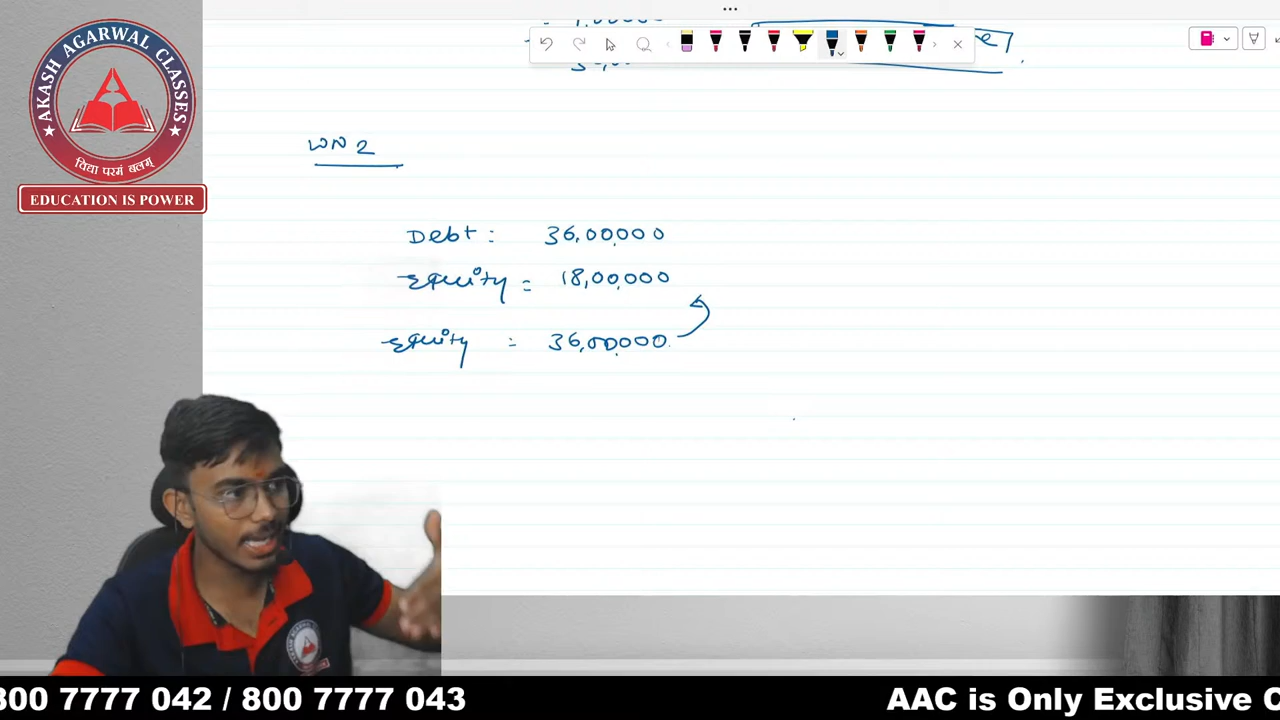 AKASH AGARWAL CLASSES
विद्या परमं बलम्
EDUCATION IS POWER
WN 2
Debt : 36,00,000
Equity = 18,00,000
Equity : 36,00,000
800 7777 042 / 800 7777 043
AAC is Only Exclusive C